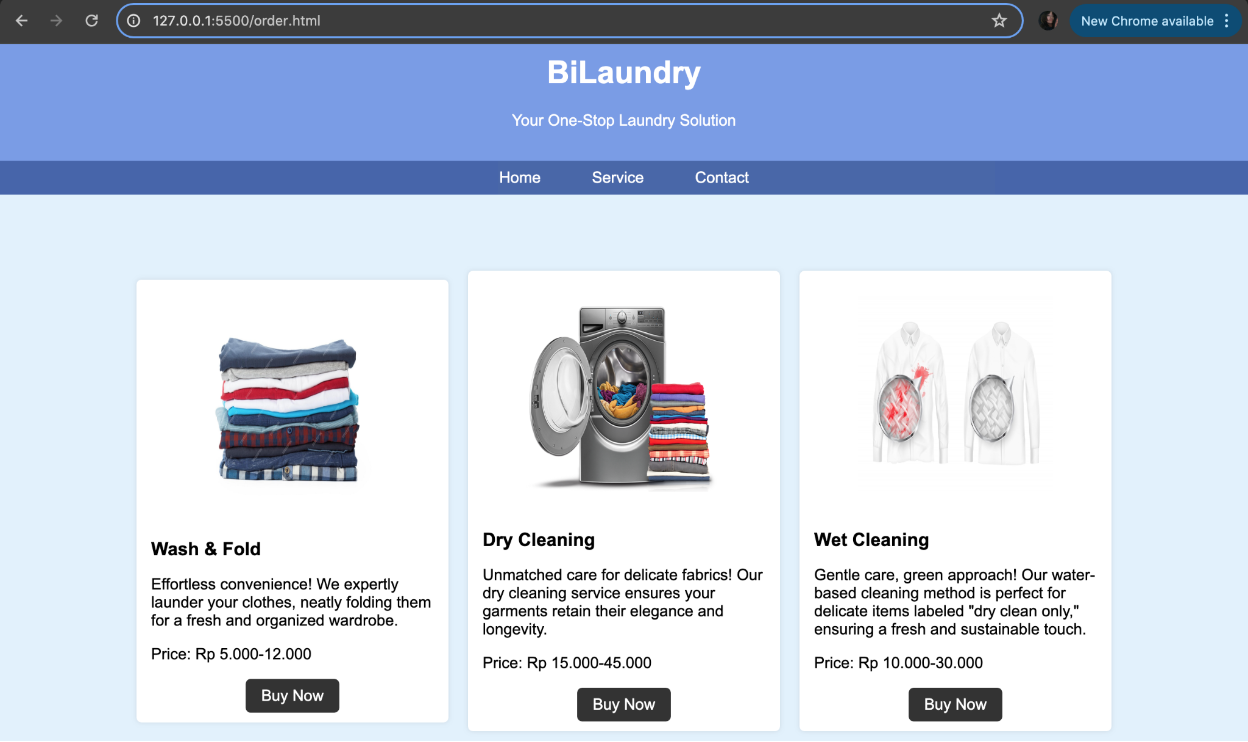 127.0.0.1:5500/order.html
New Chrome available
BiLaundry
Your One-Stop Laundry Solution
Home Service Contact
Wash & Fold
Effortless convenience! We expertly
launder your clothes, neatly folding them
for a fresh and organized wardrobe.
Price: Rp 5.000-12.000
Buy Now
Dry Cleaning
Unmatched care for delicate fabrics! Our
dry cleaning service ensures your
garments retain their elegance and
longevity.
Price: Rp 15.000-45.000
Buy Now
Wet Cleaning
Gentle care, green approach! Our water-
based cleaning method is perfect for
delicate items labeled "dry clean only,"
ensuring a fresh and sustainable touch.
Price: Rp 10.000-30.000
Buy Now